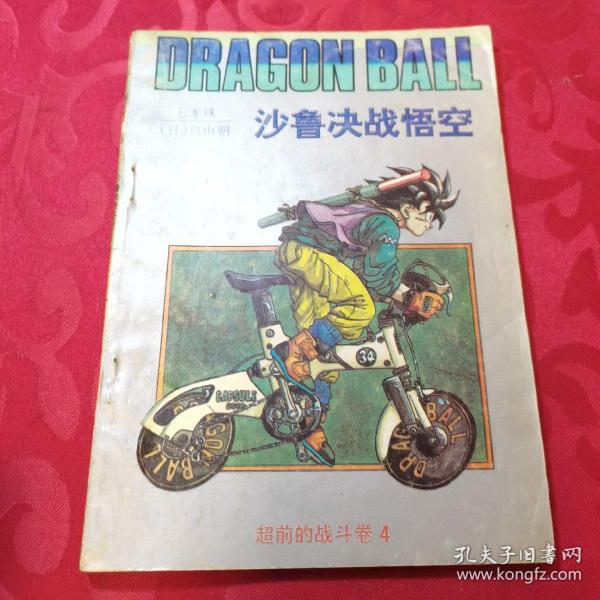 DRAGON BALL
七龙珠
(日)鸟山明
沙鲁决战悟空
34
CAPSULE
DRAGON BALL
DRAGON BALL
超前的战斗卷 4
孔夫子旧书网
www.kongfz.com